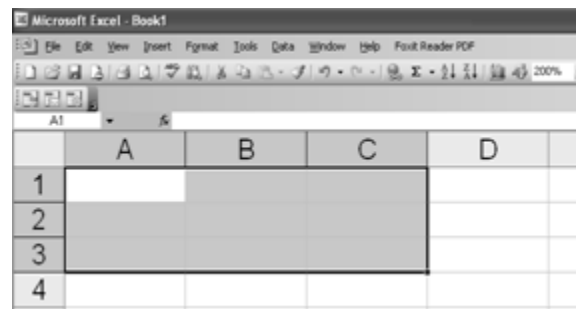 Microsoft Excel - Book1
File Edit View Insert Format Tools Data Window Help Foxit Reader PDF
200%
A1 fx
A B C D
1
2
3
4